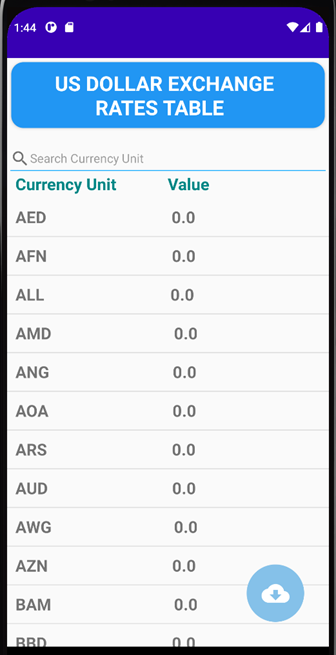 1:44
US DOLLAR EXCHANGE
RATES TABLE
Search Currency Unit
Currency Unit Value
AED 0.0
AFN 0.0
ALL 0.0
AMD 0.0
ANG 0.0
AOA 0.0
ARS 0.0
AUD 0.0
AWG 0.0
AZN 0.0
BAM 0.0
BBD 0.0